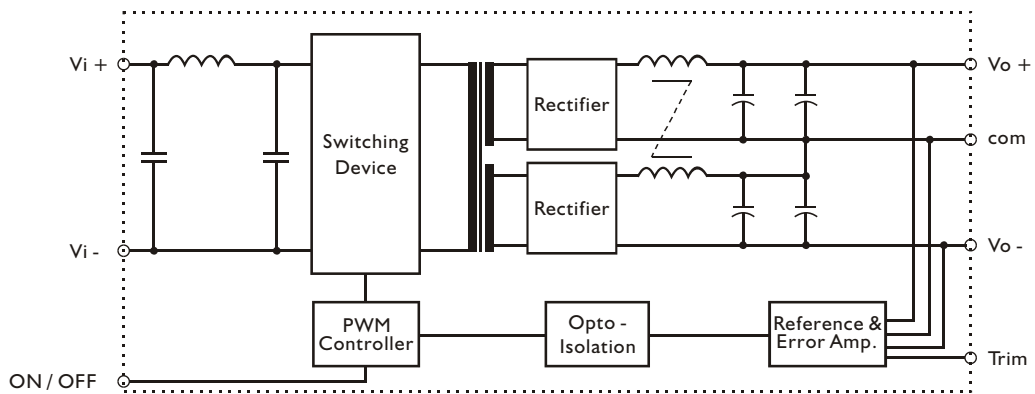 Vi +
Switching
Device
Rectifier
Vo +
com
Rectifier
Vi -
Vo -
PWM
Controller
Opto -
Isolation
Reference &
Error Amp.
Trim
ON / OFF